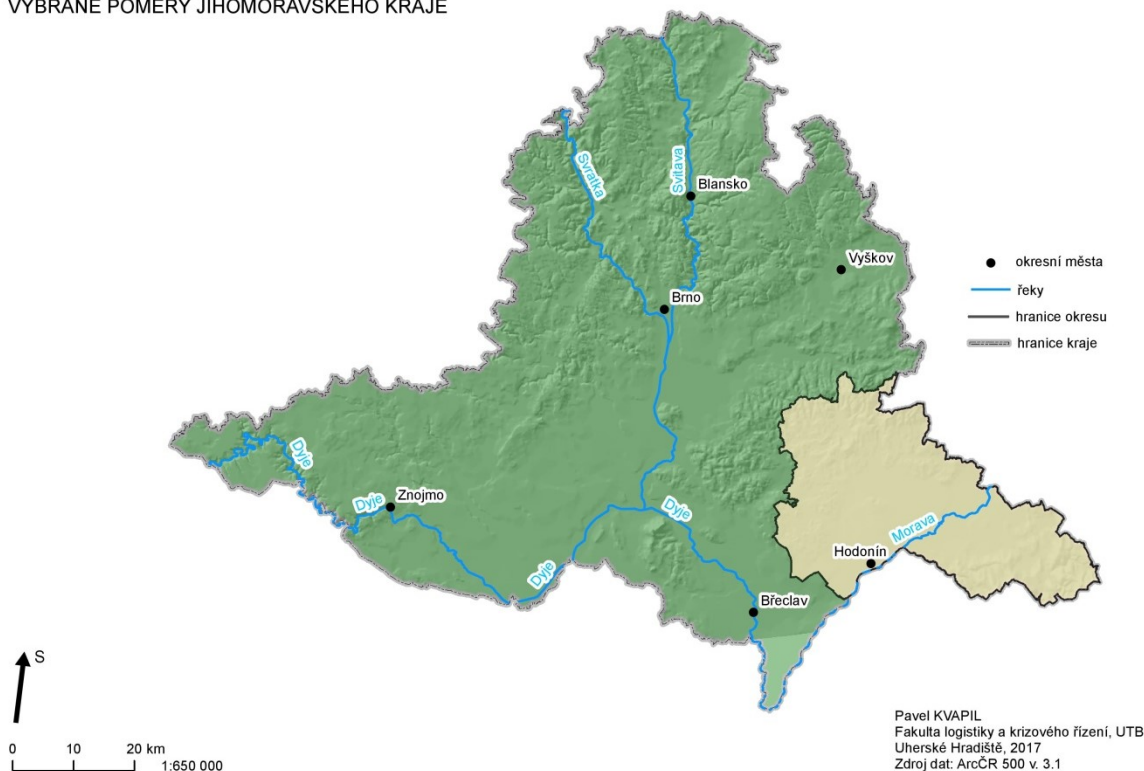 VYBRANÉ POMĚRY JIHOMORAVSKÉHO KRAJE
Svratka
Svitava
Blansko
Vyškov
Brno
okresní města
řeky
hranice okresu
hranice kraje
Dyje
Dyje
Znojmo
Dyje
Dyje
Morava
Hodonín
Břeclav
S
0 10 20 km
1:650 000
Pavel KVAPIL
Fakulta logistiky a krizového řízení, UTB
Uherské Hradiště, 2017
Zdroj dat: ArcČR 500 v. 3.1